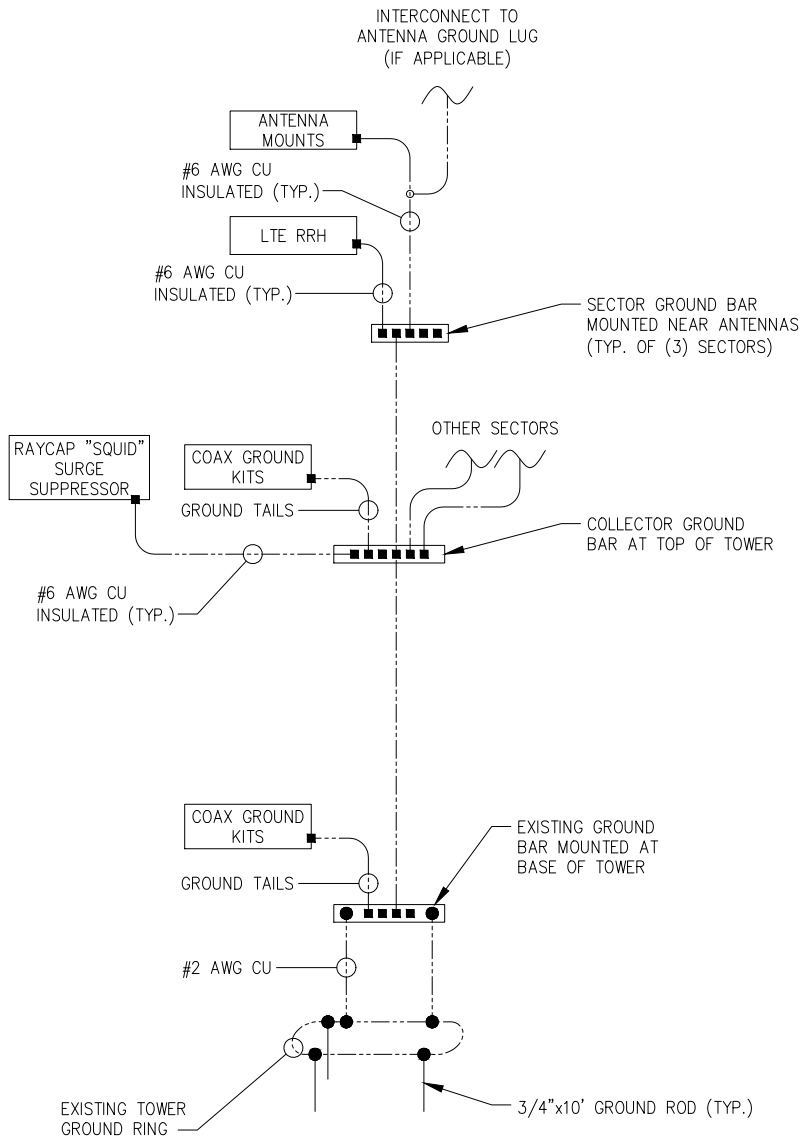 INTERCONNECT TO
ANTENNA GROUND LUG
(IF APPLICABLE)
ANTENNA
MOUNTS
#6 AWG CU
INSULATED (TYP.)
LTE RRH
#6 AWG CU
INSULATED (TYP.)
SECTOR GROUND BAR
MOUNTED NEAR ANTENNAS
(TYP. OF (3) SECTORS)
OTHER SECTORS
RAYCAP "SQUID"
SURGE
SUPPRESSOR
COAX GROUND
KITS
GROUND TAILS
COLLECTOR GROUND
BAR AT TOP OF TOWER
#6 AWG CU
INSULATED (TYP.)
COAX GROUND
KITS
GROUND TAILS
EXISTING GROUND
BAR MOUNTED AT
BASE OF TOWER
#2 AWG CU
EXISTING TOWER
GROUND RING
3/4"x10' GROUND ROD (TYP.)